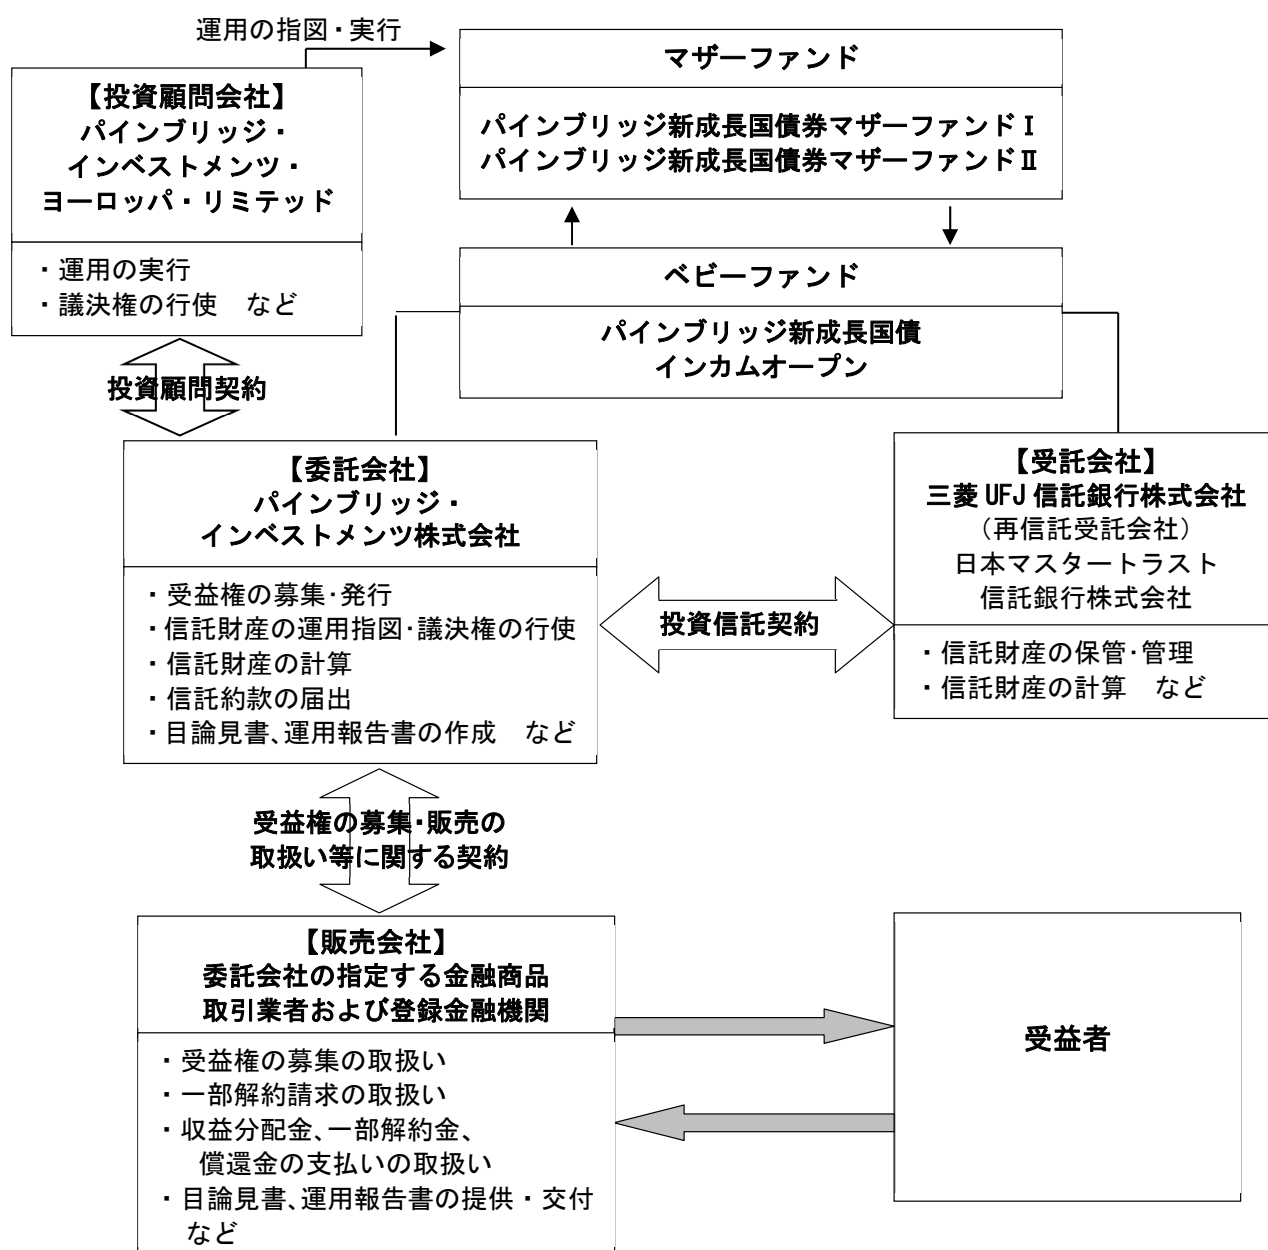 運用の指図・実行
マザーファンド
パインブリッジ新成長国債券マザーファンドⅠ
パインブリッジ新成長国債券マザーファンドⅡ
【投資顧問会社】
パインブリッジ・
インベストメンツ・
ヨーロッパ・リミテッド
・運用の実行
・議決権の行使　など
ベビーファンド
パインブリッジ新成長国債
インカムオープン
投資顧問契約
【委託会社】
パインブリッジ・
インベストメンツ株式会社
・受益権の募集・発行
・信託財産の運用指図・議決権の行使
・信託財産の計算
・信託約款の届出
・目論見書、運用報告書の作成　など
投資信託契約
【受託会社】
三菱UFJ信託銀行株式会社
（再信託受託会社）
日本マスタートラスト
信託銀行株式会社
・信託財産の保管・管理
・信託財産の計算　など
受益権の募集・販売の
取扱い等に関する契約
【販売会社】
委託会社の指定する金融商品
取引業者および登録金融機関
・受益権の募集の取扱い
・一部解約請求の取扱い
・収益分配金、一部解約金、
償還金の支払いの取扱い
・目論見書、運用報告書の提供・交付
など
受益者